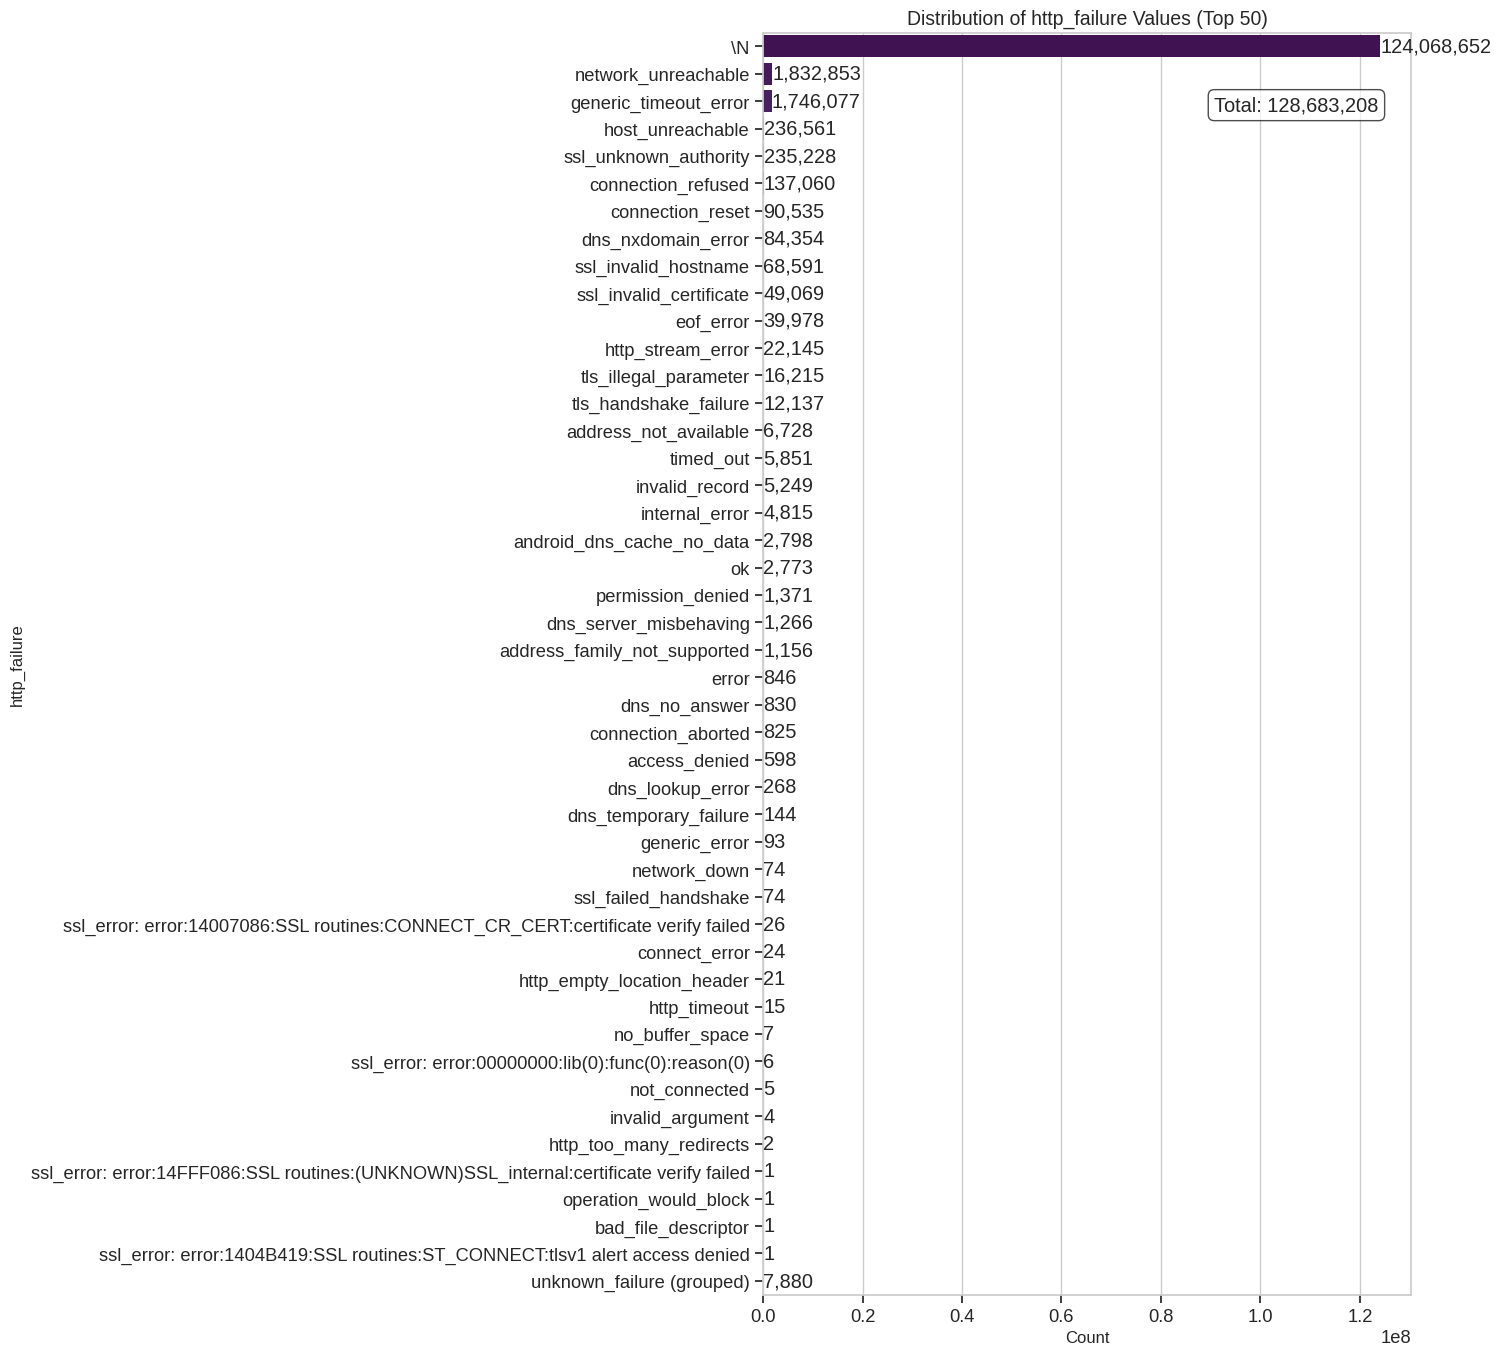 Distribution of http_failure Values (Top 50)
\N 124,068,652
network_unreachable 1,832,853
generic_timeout_error 1,746,077
Total: 128,683,208
host_unreachable 236,561
ssl_unknown_authority 235,228
connection_refused 137,060
connection_reset 90,535
dns_nxdomain_error 84,354
ssl_invalid_hostname 68,591
ssl_invalid_certificate 49,069
eof_error 39,978
http_stream_error 22,145
tls_illegal_parameter 16,215
tls_handshake_failure 12,137
address_not_available 6,728
timed_out 5,851
invalid_record 5,249
internal_error 4,815
android_dns_cache_no_data 2,798
ok 2,773
permission_denied 1,371
dns_server_misbehaving 1,266
address_family_not_supported 1,156
http_failure
error 846
dns_no_answer 830
connection_aborted 825
access_denied 598
dns_lookup_error 268
dns_temporary_failure 144
generic_error 93
network_down 74
ssl_failed_handshake 74
ssl_error: error:14007086:SSL routines:CONNECT_CR_CERT:certificate verify failed 26
connect_error 24
http_empty_location_header 21
http_timeout 15
no_buffer_space 7
ssl_error: error:00000000:lib(0):func(0):reason(0) 6
not_connected 5
invalid_argument 4
http_too_many_redirects 2
ssl_error: error:14FFF086:SSL routines:(UNKNOWN)SSL_internal:certificate verify failed 1
operation_would_block 1
bad_file_descriptor 1
ssl_error: error:1404B419:SSL routines:ST_CONNECT:tlsv1 alert access denied 1
unknown_failure (grouped) 7,880
0.0 0.2 0.4 0.6 0.8 1.0 1.2
Count
1e8